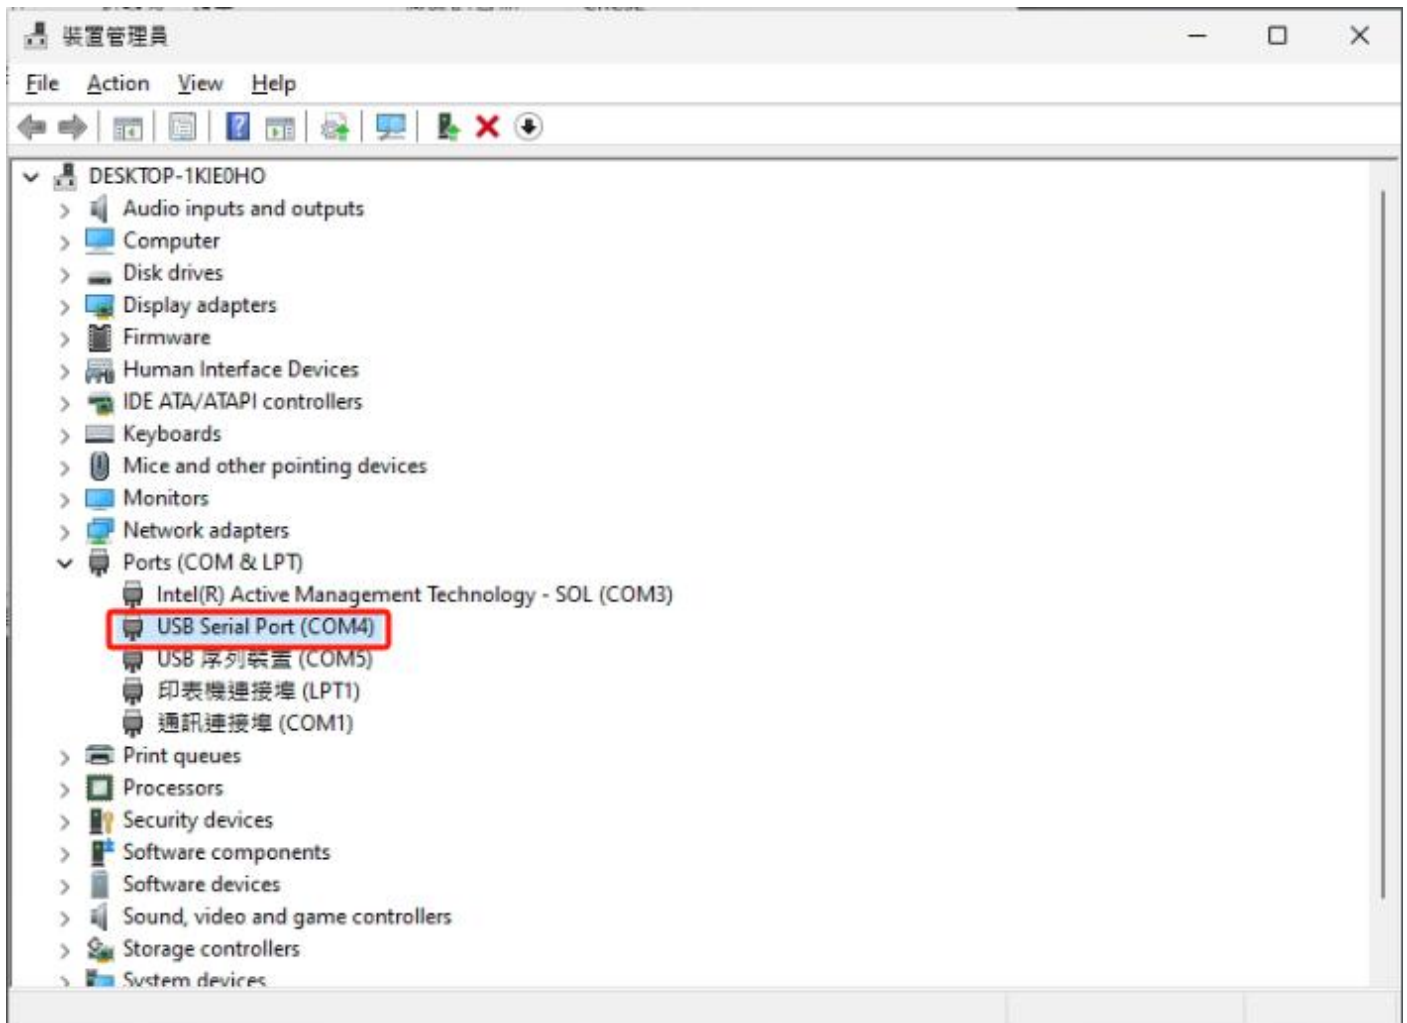 裝置管理員
File Action View Help
DESKTOP-1KIE0HO
Audio inputs and outputs
Computer
Disk drives
Display adapters
Firmware
Human Interface Devices
IDE ATA/ATAPI controllers
Keyboards
Mice and other pointing devices
Monitors
Network adapters
Ports (COM & LPT)
Intel(R) Active Management Technology - SOL (COM3)
USB Serial Port (COM4)
USB 序列裝置 (COM5)
印表機連接埠 (LPT1)
通訊連接埠 (COM1)
Print queues
Processors
Security devices
Software components
Software devices
Sound, video and game controllers
Storage controllers
System devices